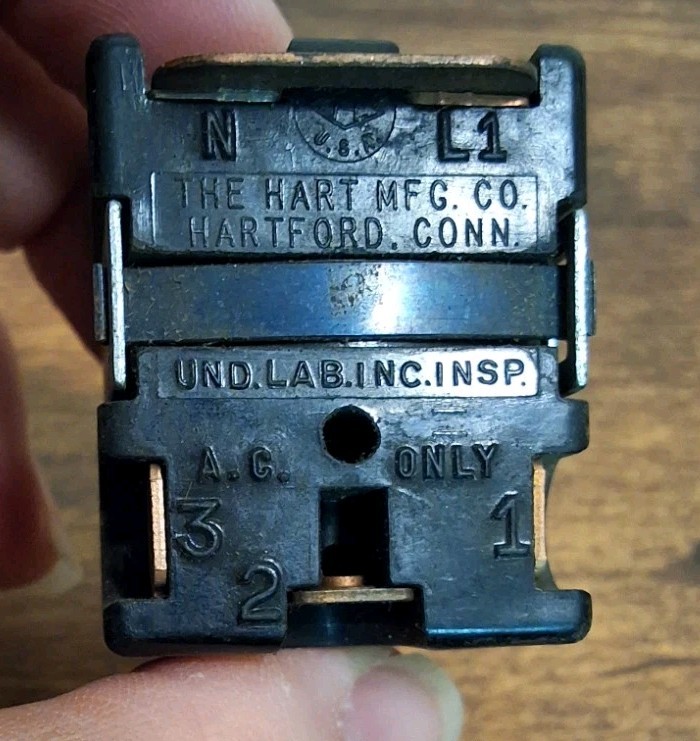 N L1
U.S.A.
THE HART MFG. CO.
HARTFORD, CONN.
UND.LAB.INC.INSP.
A.C. ONLY
3 1
2